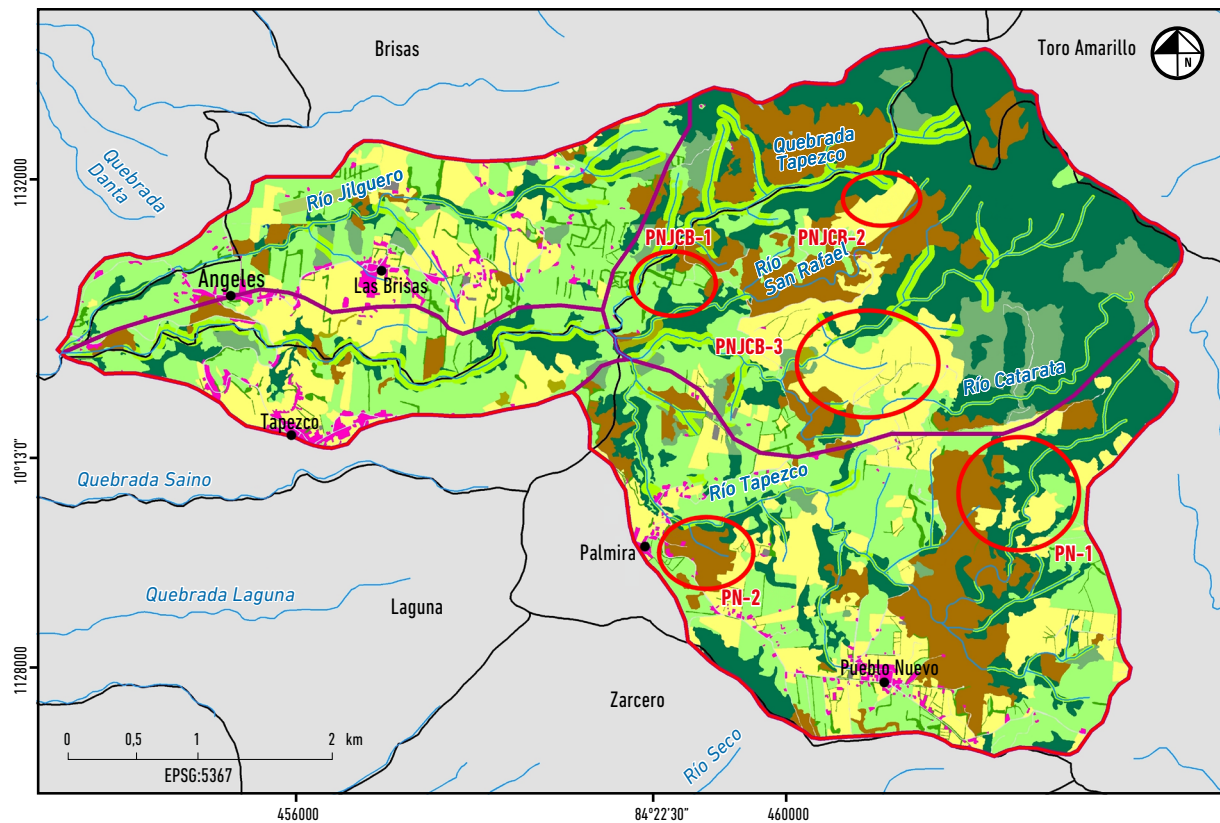 Brisas
Toro Amarillo
N
Quebrada
Danta
Quebrada
Tapezco
1132000
Río Jilguero
PNJCB-1
PNJCB-2
Río
San Rafael
Ángeles
Las Brisas
PNJCB-3
Río Catarata
Tapezco
10°13'0"
Quebrada Saino
Río Tapezco
Palmira
PN-1
PN-2
Quebrada Laguna
Laguna
1128000
Pueblo Nuevo
Zarcero
0 0,5 1 2 km
EPSG:5367
Río Seco
456000
84°22'30"
460000